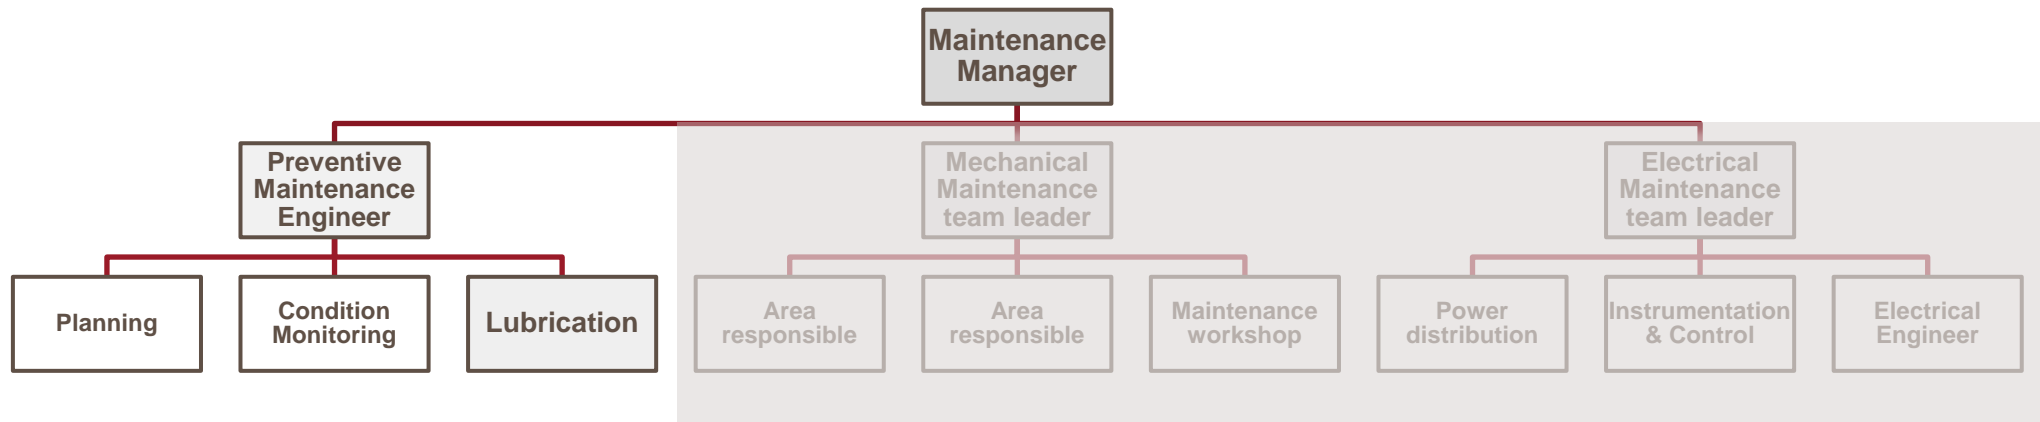 Maintenance
Manager
Preventive
Maintenance
Engineer
Mechanical
Maintenance
team leader
Electrical
Maintenance
team leader
Planning
Condition
Monitoring
Lubrication
Area
responsible
Area
responsible
Maintenance
workshop
Power
distribution
Instrumentation
& Control
Electrical
Engineer